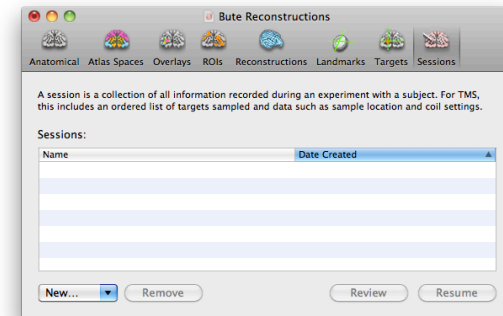 Bute Reconstructions
Anatomical Atlas Spaces Overlays ROIs Reconstructions Landmarks Targets Sessions
A session is a collection of all information recorded during an experiment with a subject. For TMS,
this includes an ordered list of targets sampled and data such as sample location and coil settings.
Sessions:
Name Date Created
New... Remove Review Resume